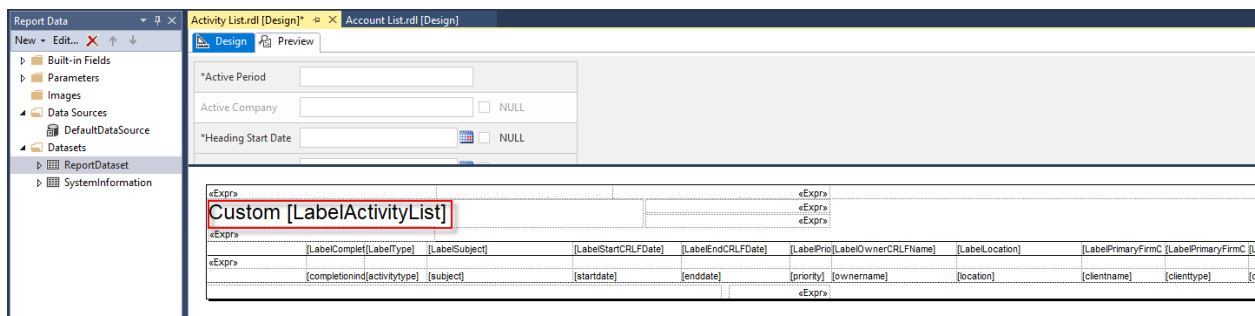 Report Data
New Edit...
Built-in Fields
Parameters
Images
Data Sources
DefaultDataSource
Datasets
ReportDataset
SystemInformation
Activity List.rdl [Design]* Account List.rdl [Design]
Design Preview
*Active Period
Active Company NULL
*Heading Start Date NULL
«Expr» «Expr»
Custom [LabelActivityList] «Expr»
«Expr»
«Expr»
[LabelComplet [LabelType] [LabelSubject] [LabelStartCRLFDate] [LabelEndCRLFDate] [LabelPrio [LabelOwnerCRLFName] [LabelLocation] [LabelPrimaryFirmC [LabelPrimaryFirmC [L
«Expr»
[completionind [activitytype] [subject] [startdate] [enddate] [priority] [ownername] [location] [clientname] [clienttype]
«Expr»